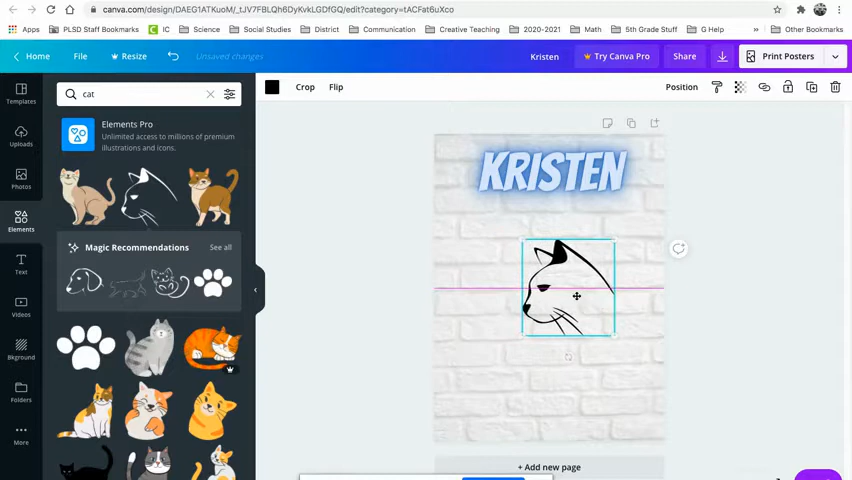 canva.com/design/DAEG1ATKuoM/_tJV7FBLQh6DyKvkLGDfGQ/edit?category=tACFat6uXco
Apps
PLSD Staff Bookmarks
IC
Science
Social Studies
District
Communication
Creative Teaching
2020-2021
Math
5th Grade Stuff
G Help
Other Bookmarks
Home
File
Resize
Unsaved changes
Kristen
Try Canva Pro
Share
Print Posters
cat
Crop
Flip
Position
Templates
Elements Pro
Unlimited access to millions of premium
illustrations and icons.
Uploads
Photos
KRISTEN
Elements
Magic Recommendations
See all
Text
Videos
Bkground
Folders
More
+ Add new page